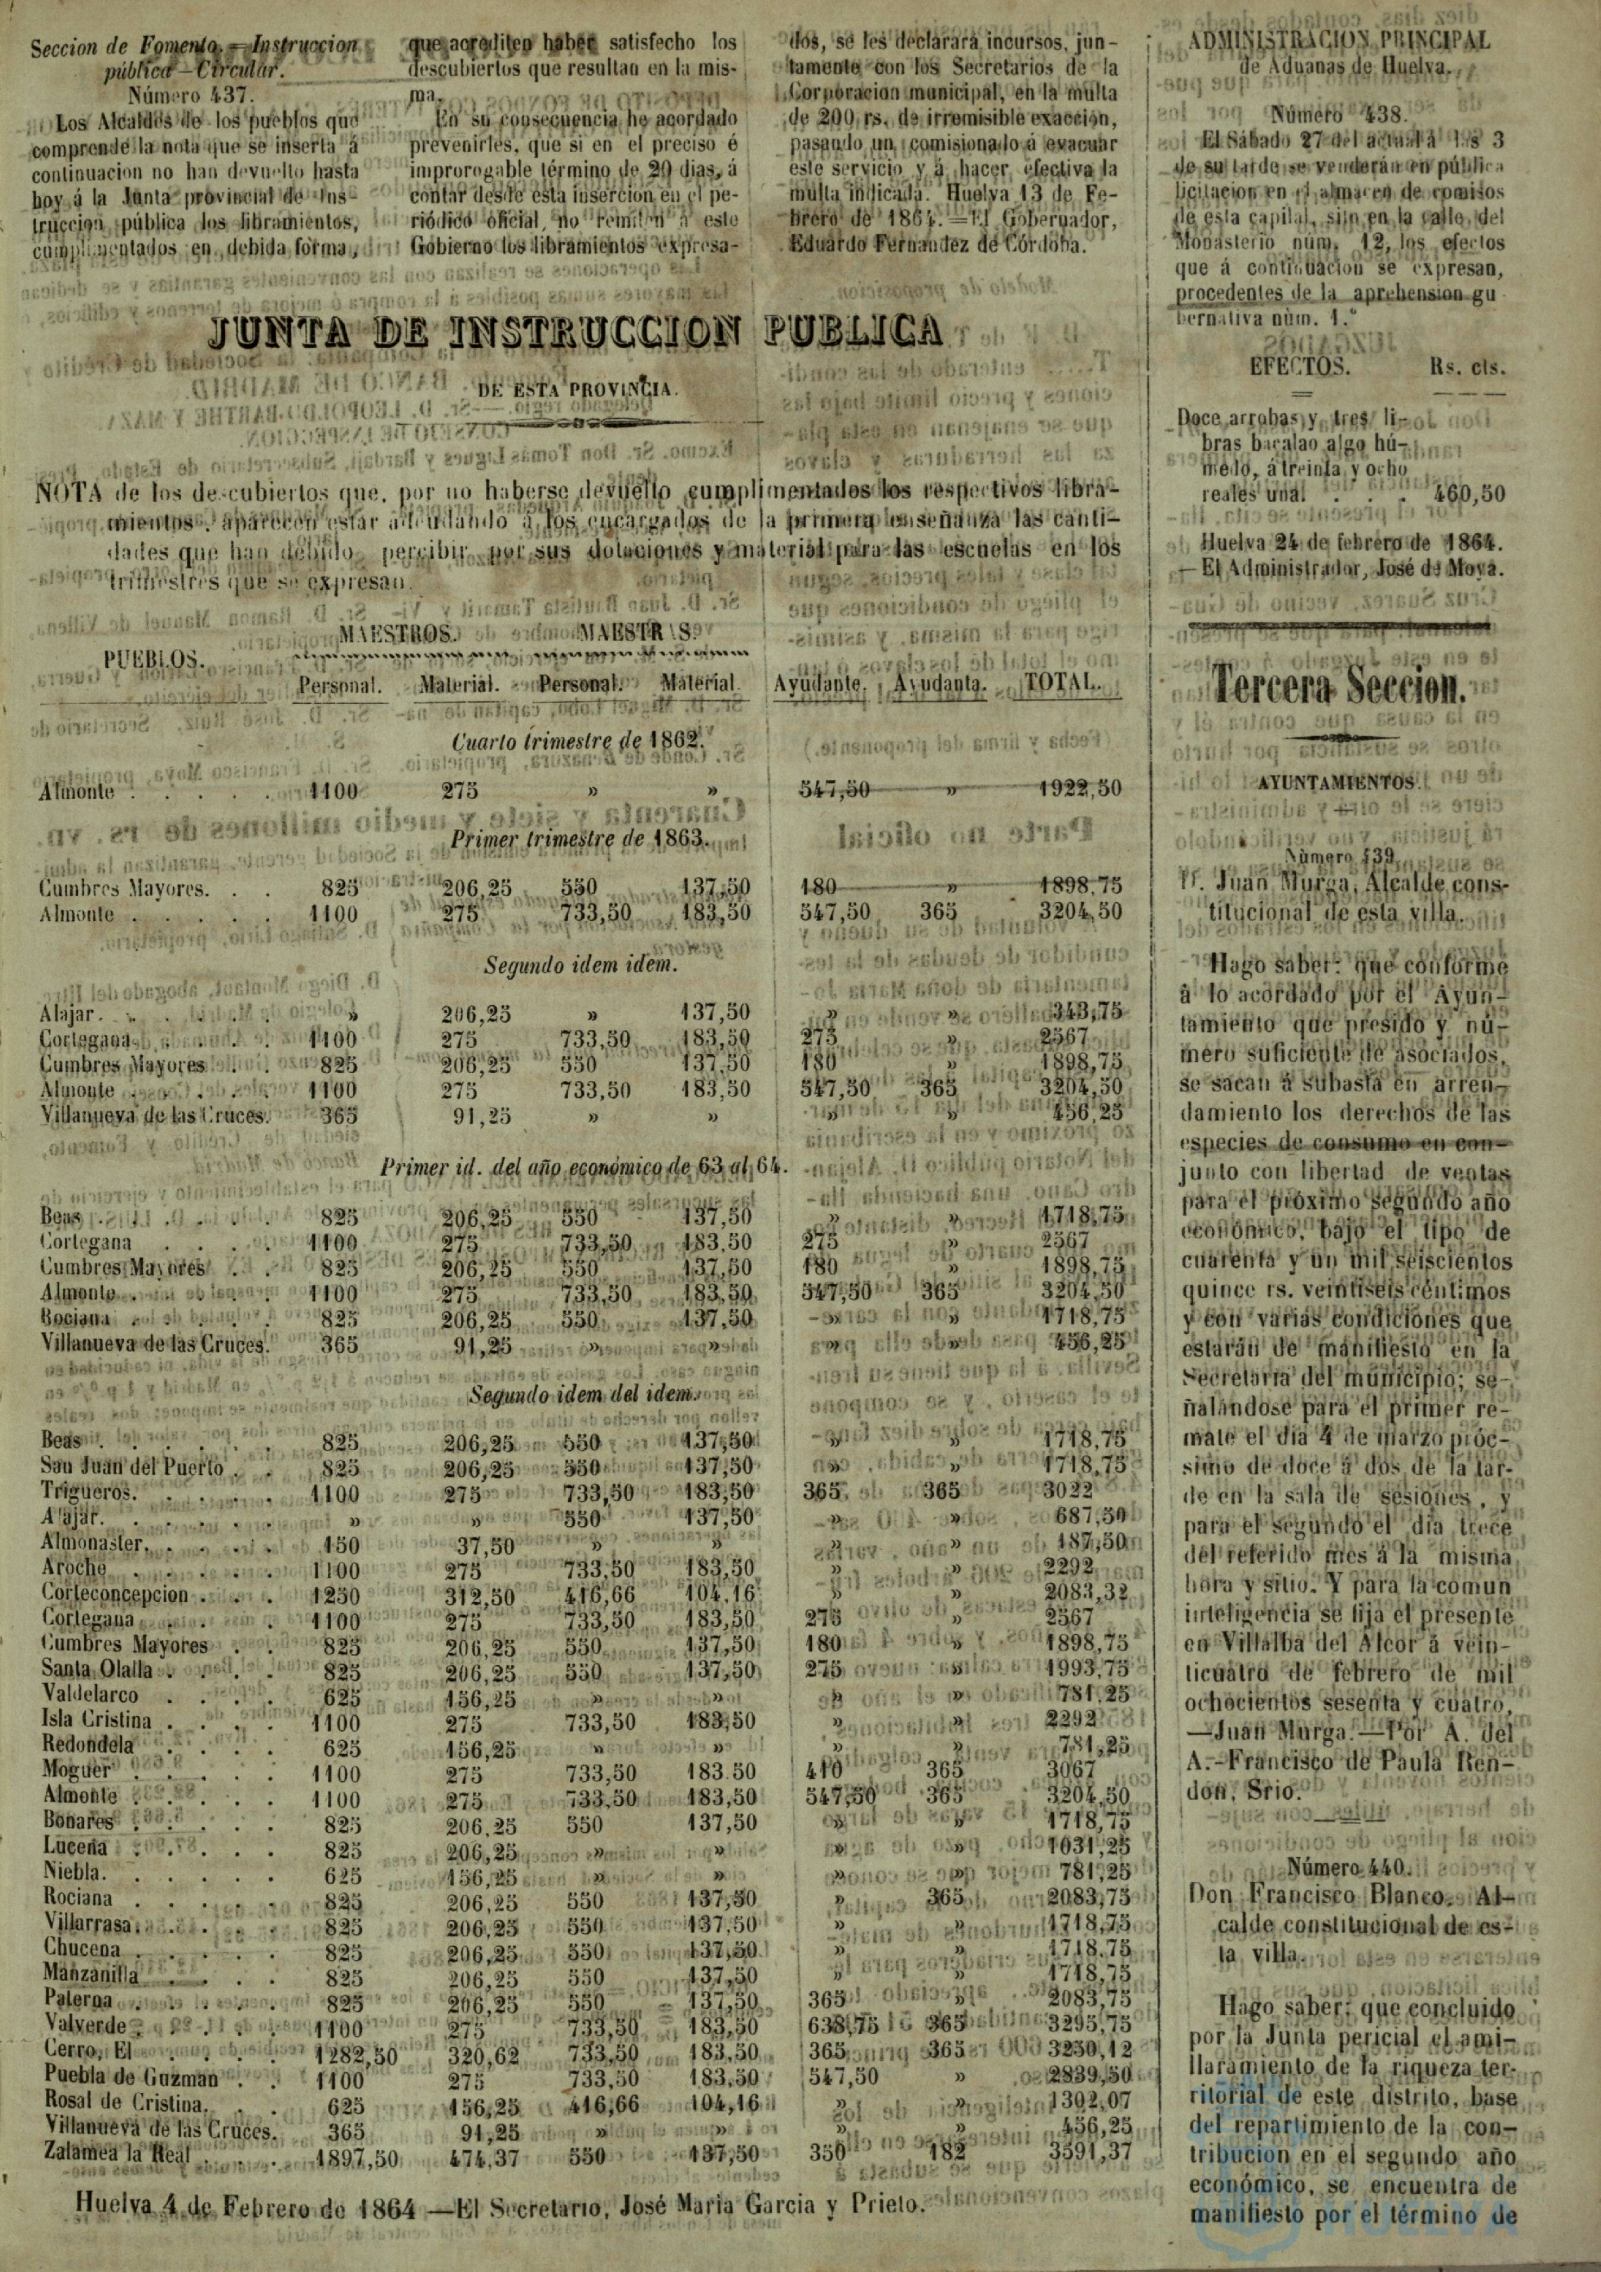 Seccion de Fomento.—Instruccion
pública—Circular.
Número 437.
Los Alcaldes de los pueblos que
comprende la nota que se inserta á
continuacion no han devuelto hasta
hoy á la Junta provincial de Ins-
truccion pública los libramientos,
cumplimentados en debida forma,
que acrediten haber satisfecho los
descubiertos que resultan en la mis-
ma.
En su consecuencia he acordado
prevenirles, que si en el preciso é
improrogable término de 20 dias, á
contar desde esta insercion en el pe-
riódico oficial, no remiten á este
Gobierno los libramientos expresa-
dos, se les declarará incursos, jun-
tamente con los Secretarios de la
Corporacion municipal, en la multa
de 200 rs. de irremisible exaccion,
pasando un comisionado á evacuar
este servicio y á hacer efectiva la
multa indicada. Huelva 13 de Fe-
brero de 1864.—El Gobernador,
Eduardo Fernandez de Córdoba.
JUNTA DE INSTRUCCION PUBLICA
DE ESTA PROVINCIA.
NOTA de los descubiertos que, por no haberse devuelto cumplimentados los respectivos libra-
mientos, aparecen estar adeudando á los encargados de la primera enseñanza las canti-
dades que han debido percibir por sus dotaciones y material para las escuelas en los
trimestres que se expresan.
MAESTROS. MAESTRAS.
PUEBLOS.
Personal. Material. Personal. Material. Ayudante. Ayudanta. TOTAL.
Cuarto trimestre de 1862.
Almonte . . . . . . 1100 275 » » 547,50 » 1922,50
Primer trimestre de 1863.
Cumbres Mayores. . . 825 206,25 550 137,50 180 » 1898,75
Almonte . . . . . . 1100 275 733,50 183,50 547,50 365 3204,50
Segundo idem idem.
Alajar. . . . . . . » 206,25 » 137,50 » » 343,75
Cortegana . . . . . 1100 275 733,50 183,50 275 » 2567
Cumbres Mayores . . 825 206,25 550 137,50 180 » 1898,75
Almonte . . . . . . 1100 275 733,50 183,50 547,50 365 3204,50
Villanueva de las Cruces. 365 91,25 » » » » 456,25
Primer id. del año económico de 63 al 64.
Beas . . . . . . . 825 206,25 550 137,50 » » 1718,75
Cortegana . . . . 1100 275 733,50 183,50 275 » 2567
Cumbres Mayores . . 825 206,25 550 137,50 180 » 1898,75
Almonte . . . . . . 1100 275 733,50 183,50 547,50 365 3204,50
Rociana . . . . . . 825 206,25 550 137,50 » » 1718,75
Villanueva de las Cruces. 365 91,25 » » » » 456,25
Segundo idem del idem.
Beas . . . . . . . 825 206,25 550 137,50 » » 1718,75
San Juan del Puerto . . 825 206,25 550 137,50 » » 1718,75
Trigueros. . . . . . 1100 275 733,50 183,50 365 365 3022
Alajar. . . . . . . » » 550 137,50 » » 687,50
Almonaster. . . . . . 150 37,50 » » » » 187,50
Aroche . . . . . . 1100 275 733,50 183,50 » » 2292
Corteconcepcion . . . 1250 312,50 416,66 104,16 » » 2083,32
Cortegana . . . . 1100 275 733,50 183,50 275 » 2567
Cumbres Mayores . . 825 206,25 550 137,50 180 » 1898,75
Santa Olalla . . . . 825 206,25 550 137,50 275 » 1993,75
Valdelarco . . . . 625 156,25 » » » » 781,25
Isla Cristina . . . . 1100 275 733,50 183,50 » » 2292
Redondela . . . . 625 156,25 » » » » 781,25
Moguer . . . . . . 1100 275 733,50 183.50 410 365 3067
Almonte . . . . . . 1100 275 733,50 183,50 547,50 365 3204,50
Bonares . . . . . . 825 206,25 550 137,50 » » 1718,75
Lucena . . . . . . 825 206,25 » » » » 1031,25
Niebla. . . . . . . 625 156,25 » » » » 781,25
Rociana . . . . . . 825 206,25 550 137,50 » 365 2083,75
Villarrasa. . . . . . 825 206,25 550 137,50 » » 1718,75
Chucena . . . . . . 825 206,25 550 137,50 » » 1718,75
Manzanilla . . . . 825 206,25 550 137,50 » » 1718,75
Paterna . . . . . . 825 206,25 550 137,50 365 » 2083,75
Valverde . . . . . . 1100 275 733,50 183,50 638,75 365 3295,75
Cerro, El . . . . . 1282,50 320,62 733,50 183,50 365 365 3250,12
Puebla de Guzman . . 1100 275 733,50 183,50 547,50 » 2839,50
Rosal de Cristina. . . 625 156,25 416,66 104,16 » » 1302,07
Villanueva de las Cruces. 365 91,25 » » » » 456,25
Zalamea la Real . . . 1897,50 474,37 550 137,50 350 182 3591,37
Huelva 4 de Febrero de 1864 —El Secretario, José Maria Garcia y Prieto.
ADMINISTRACION PRINCIPAL
de Aduanas de Huelva.
Número 438.
El Sábado 27 del actual á las 3
de su tarde se venderán en pública
licitacion en el almacen de comisos
de esta capital, sito en la calle del
Monasterio núm. 12, los efectos
que á continuacion se expresan,
procedentes de la aprehension gu
bernativa núm. 1.º
EFECTOS. Rs. cts.
Doce arrobas y tres li-
bras bacalao algo hú-
medo, á treinta y ocho
reales una. . . . 460,50
Huelva 24 de febrero de 1864.
—El Administrador, José de Moya.
Tercera Seccion.
AYUNTAMIENTOS.
Número 439.
D. Juan Murga, Alcalde cons-
titucional de esta villa.
Hago saber: que conforme
á lo acordado por el Ayun-
tamiento que presido y nú-
mero suficiente de asociados,
se sacan á subasta en arren-
damiento los derechos de las
especies de consumo en con-
junto con libertad de ventas
para el próximo segundo año
económico, bajo el tipo de
cuarenta y un mil seiscientos
quince rs. veintiseis céntimos
y con varias condiciones que
estarán de manifiesto en la
Secretaría del municipio; se-
ñalándose para el primer re-
mate el dia 4 de marzo próc-
simo de doce á dos de la tar-
de en la sala de sesiones, y
para el segundo el dia trece
del referido mes á la misma
hora y sitio. Y para la comun
inteligencia se fija el presente
en Villalba del Alcor á vein-
ticuatro de febrero de mil
ochocientos sesenta y cuatro.
—Juan Murga.—Por A. del
A.—Francisco de Paula Ren-
don, Srio.
Número 440.
Don Francisco Blanco, Al-
calde constitucional de es-
ta villa.
Hago saber: que concluido
por la Junta pericial el ami-
llaramiento de la riqueza ter-
ritorial de este distrito, base
del repartimiento de la con-
tribucion en el segundo año
económico, se encuentra de
manifiesto por el término de
HUELVA